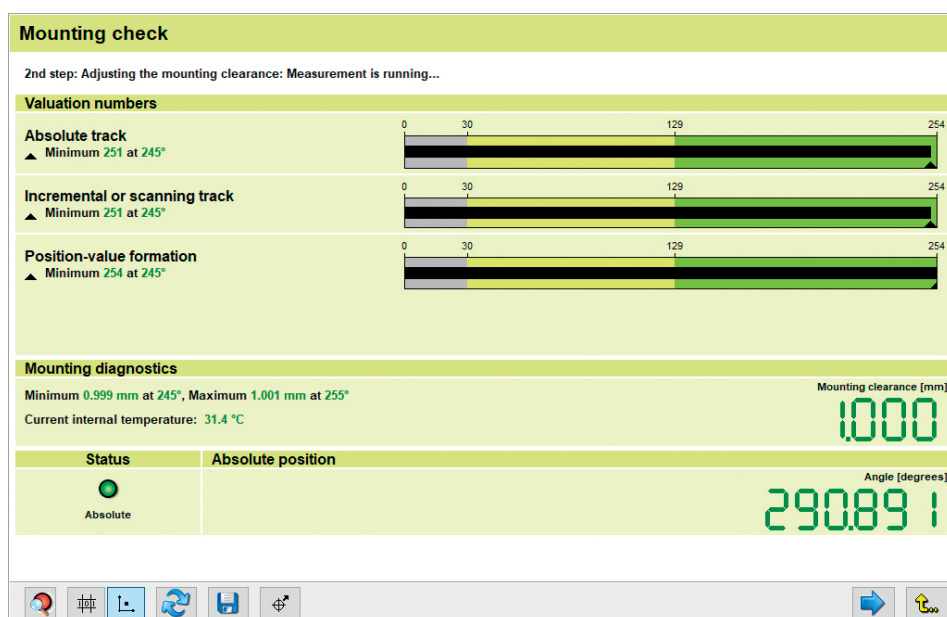 Mounting check
2nd step: Adjusting the mounting clearance: Measurement is running...
Valuation numbers
Absolute track
Minimum 251 at 245°
0 30 129 254
Incremental or scanning track
Minimum 251 at 245°
0 30 129 254
Position-value formation
Minimum 254 at 245°
0 30 129 254
Mounting diagnostics
Minimum 0.999 mm at 245°, Maximum 1.001 mm at 255°
Current internal temperature: 31.4 °C
Mounting clearance [mm]
1.000
Status Absolute position
Absolute
Angle [degrees]
290.891